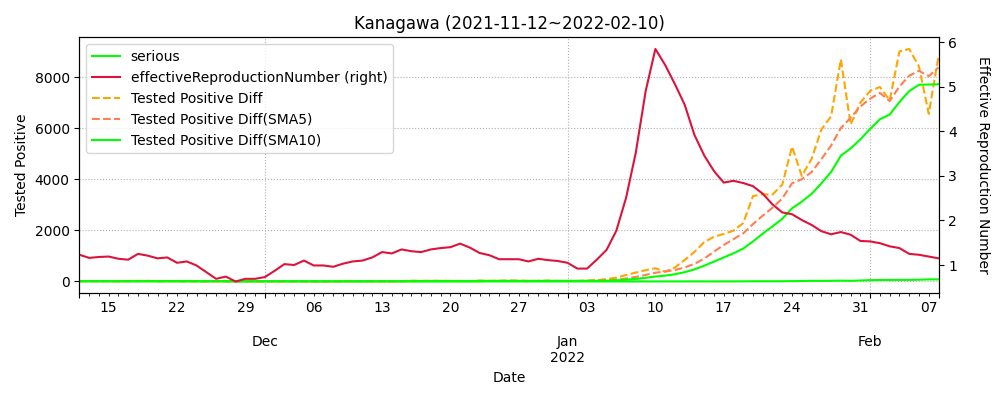 Kanagawa (2021-11-12~2022-02-10)
serious
effectiveReproductionNumber (right)
Tested Positive Diff
Tested Positive Diff(SMA5)
Tested Positive Diff(SMA10)
Tested Positive
8000
6000
4000
2000
0
6
5
4
3
2
1
Effective Reproduction Number
15 22 29 06 13 20 27 03 10 17 24 31 07
Dec Jan Feb
2022
Date